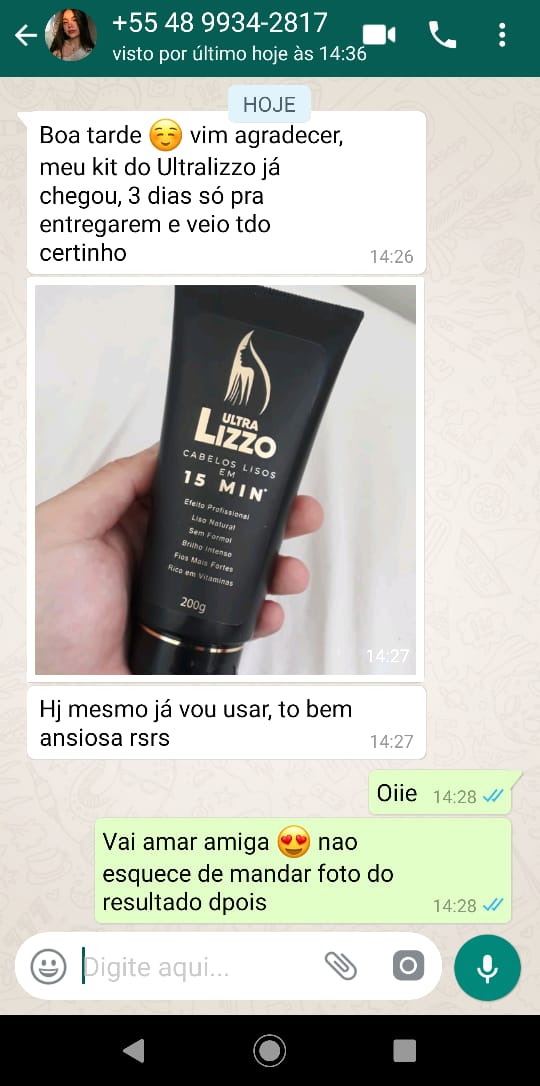 +55 48 9934-2817
visto por último hoje às 14:36
HOJE
Boa tarde ☺️ vim agradecer,
meu kit do Ultralizzo já
chegou, 3 dias só pra
entregarem e veio tdo
certinho
14:26
ULTRA
LIZZO
CABELOS LISOS
EM
15 MIN*
Efeito Profissional
Liso Natural
Sem Formol
Brilho Intenso
Fios Mais Fortes
Rico em Vitaminas
200g
14:27
Hj mesmo já vou usar, to bem
ansiosa rsrs
14:27
Oiie 14:28
Vai amar amiga 😍 nao
esquece de mandar foto do
resultado dpois
14:28
Digite aqui...